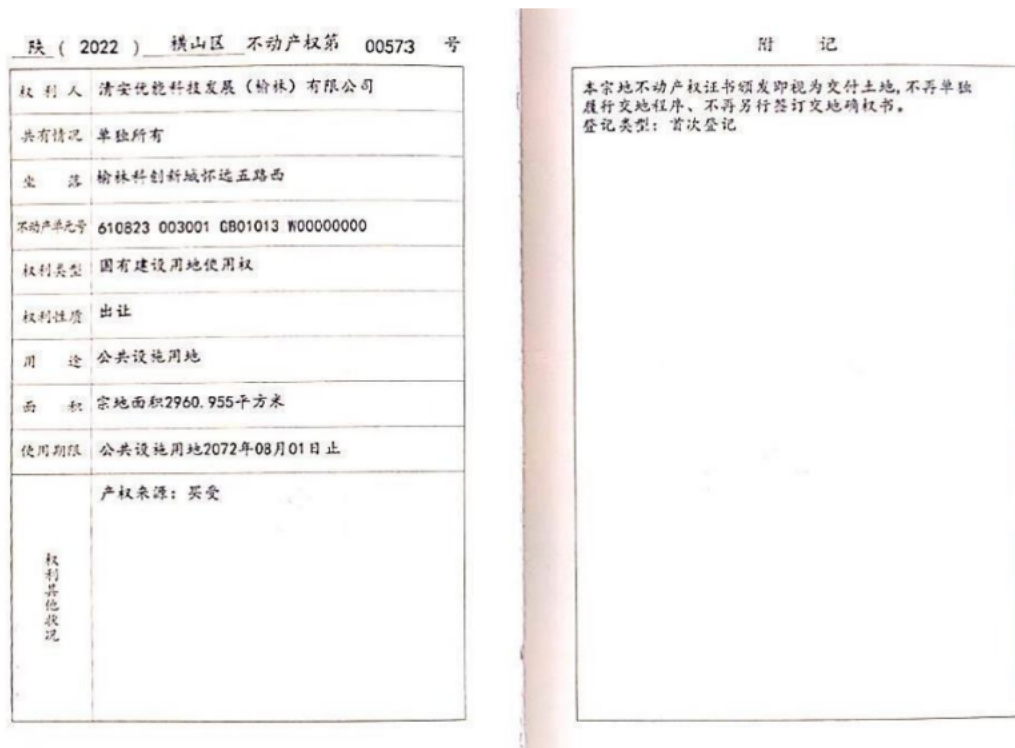 陕 ( 2022 ) 横山区 不动产权第 00573 号
权利人 清安优能科技发展（榆林）有限公司
共有情况 单独所有
坐落 榆林科创新城怀远五路西
不动产单元号 610823 003001 GB01013 W00000000
权利类型 国有建设用地使用权
权利性质 出让
用途 公共设施用地
面积 宗地面积2960.955平方米
使用期限 公共设施用地2072年08月01日止
权利其他状况 产权来源：买受
附 记
本宗地不动产权证书颁发即视为交付土地,不再单独
履行交地程序、不再另行签订交地确权书。
登记类型：首次登记